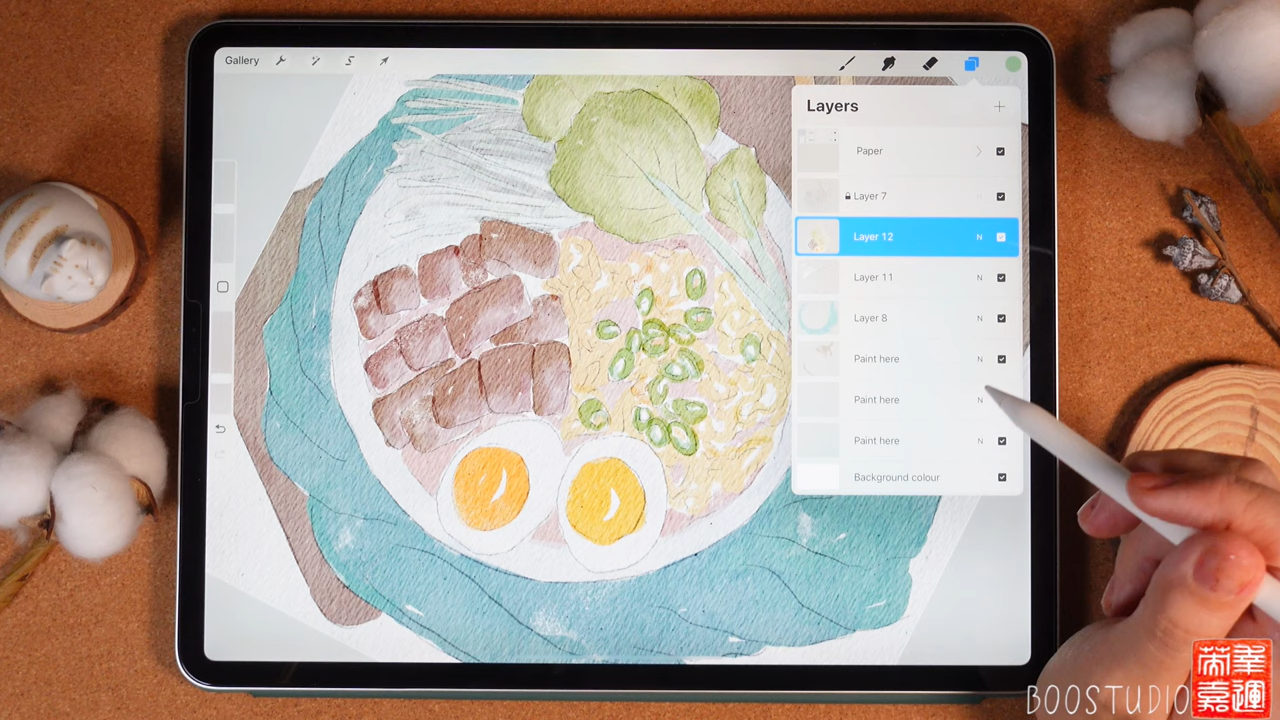 Gallery
Layers
Paper
Layer 7
Layer 12 N
Layer 11 N
Layer 8 N
Paint here N
Paint here N
Paint here N
Background colour
BOOSTUDIO